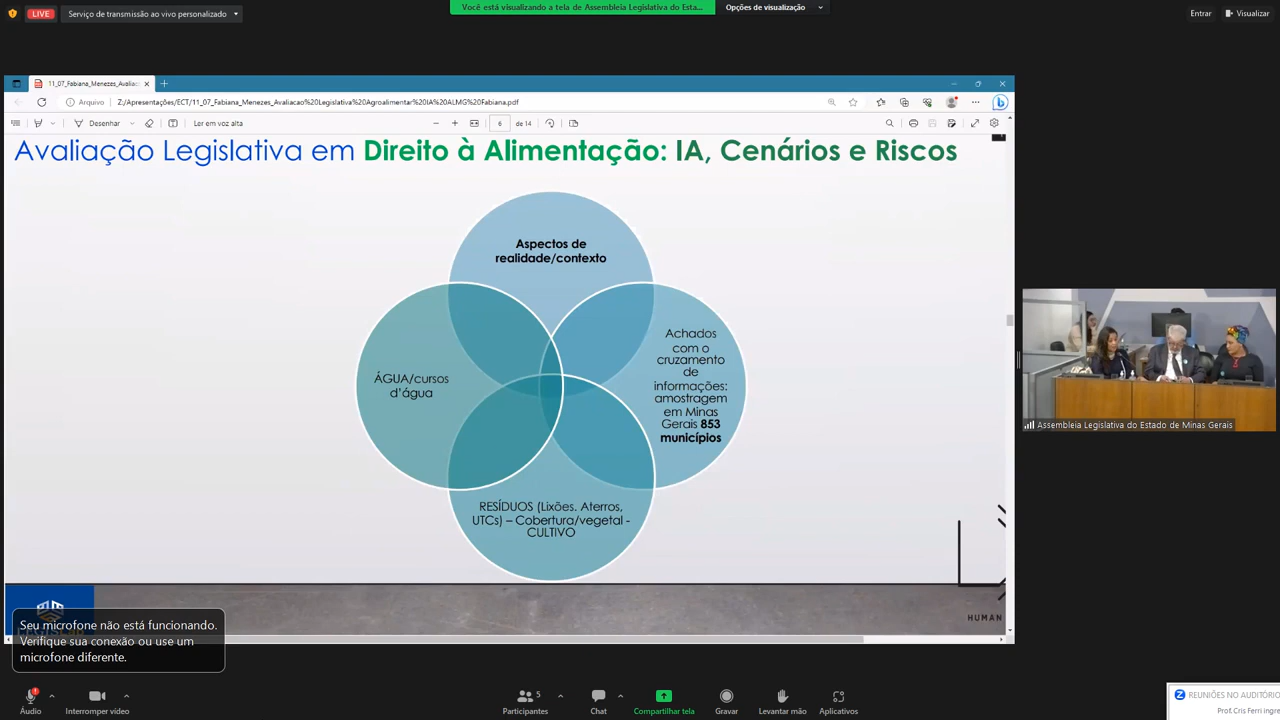 LIVE
Serviço de transmissão ao vivo personalizado
Você está visualizando a tela de Assembleia Legislativa do Esta...
Opções de visualização
Entrar
Visualizar
11_07_Fabiana_Menezes_Avaliac
Arquivo
Z:/Apresentações/ECT/11_07_Fabiana_Menezes_Avaliacao%20Legislativa%20Agroalimentar%20IA%20ALMG%20Fabiana.pdf
Desenhar
Ler em voz alta
6
de 14
Avaliação Legislativa em Direito à Alimentação: IA, Cenários e Riscos
Aspectos de
realidade/contexto
Achados
com o
cruzamento
de
informações:
amostragem
em Minas
Gerais 853
municípios
ÁGUA/cursos
d'água
RESÍDUOS (Lixões. Aterros,
UTCs) – Cobertura/vegetal -
CULTIVO
HUMAN
Assembleia Legislativa do Estado de Minas Gerais
Seu microfone não está funcionando.
Verifique sua conexão ou use um
microfone diferente.
Áudio
Interromper vídeo
5
Participantes
Chat
Compartilhar tela
Gravar
Levantar mão
Aplicativos
REUNIÕES NO AUDITÓRIO
Prof. Cris Ferri ingre